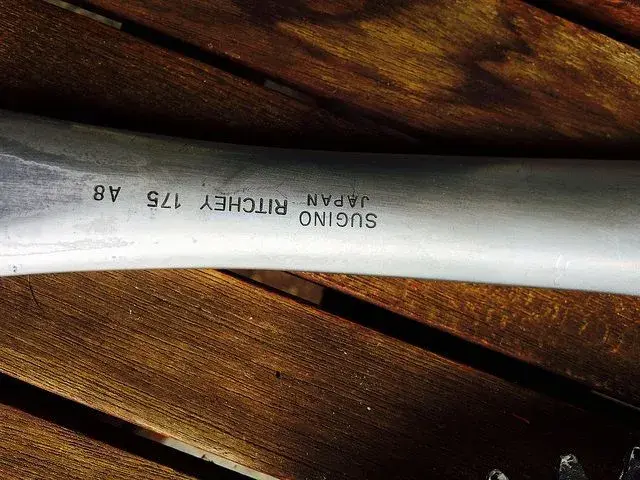 SUGINO RITCHEY 175 A8
JAPAN